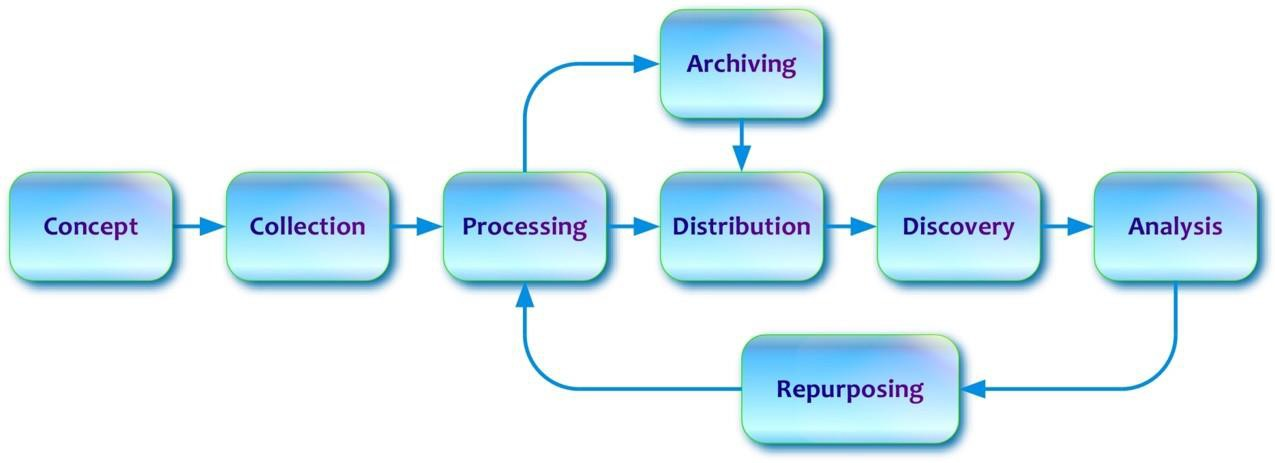 Archiving
Concept
Collection
Processing
Distribution
Discovery
Analysis
Repurposing